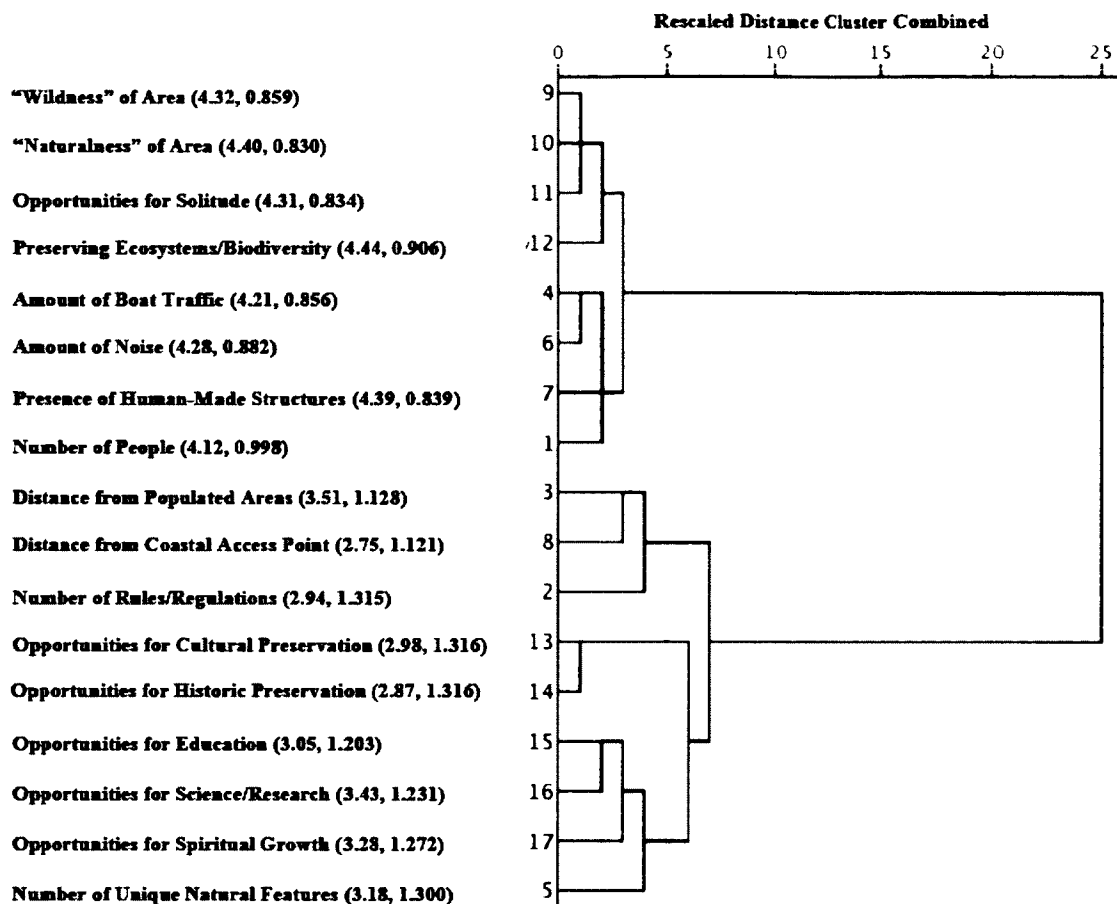 Rescaled Distance Cluster Combined
0 5 10 15 20 25
“Wildness” of Area (4.32, 0.859) 9
“Naturalness” of Area (4.40, 0.830) 10
Opportunities for Solitude (4.31, 0.834) 11
Preserving Ecosystems/Biodiversity (4.44, 0.906) 12
Amount of Boat Traffic (4.21, 0.856) 4
Amount of Noise (4.28, 0.882) 6
Presence of Human-Made Structures (4.39, 0.839) 7
Number of People (4.12, 0.998) 1
Distance from Populated Areas (3.51, 1.128) 3
Distance from Coastal Access Point (2.75, 1.121) 8
Number of Rules/Regulations (2.94, 1.315) 2
Opportunities for Cultural Preservation (2.98, 1.316) 13
Opportunities for Historic Preservation (2.87, 1.316) 14
Opportunities for Education (3.05, 1.203) 15
Opportunities for Science/Research (3.43, 1.231) 16
Opportunities for Spiritual Growth (3.28, 1.272) 17
Number of Unique Natural Features (3.18, 1.300) 5